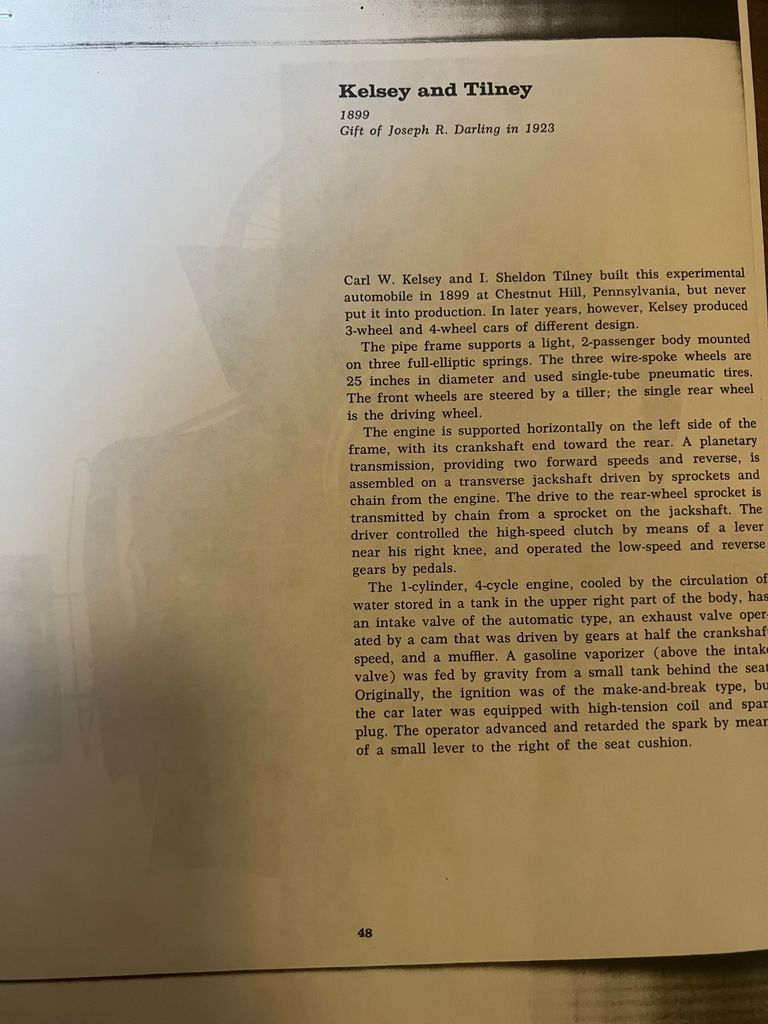 Kelsey and Tilney
1899
Gift of Joseph R. Darling in 1923
Carl W. Kelsey and I. Sheldon Tilney built this experimental
automobile in 1899 at Chestnut Hill, Pennsylvania, but never
put it into production. In later years, however, Kelsey produced
3-wheel and 4-wheel cars of different design.
The pipe frame supports a light, 2-passenger body mounted
on three full-elliptic springs. The three wire-spoke wheels are
25 inches in diameter and used single-tube pneumatic tires.
The front wheels are steered by a tiller; the single rear wheel
is the driving wheel.
The engine is supported horizontally on the left side of the
frame, with its crankshaft end toward the rear. A planetary
transmission, providing two forward speeds and reverse, is
assembled on a transverse jackshaft driven by sprockets and
chain from the engine. The drive to the rear-wheel sprocket is
transmitted by chain from a sprocket on the jackshaft. The
driver controlled the high-speed clutch by means of a lever
near his right knee, and operated the low-speed and reverse
gears by pedals.
The 1-cylinder, 4-cycle engine, cooled by the circulation of
water stored in a tank in the upper right part of the body, has
an intake valve of the automatic type, an exhaust valve oper-
ated by a cam that was driven by gears at half the crankshaf
speed, and a muffler. A gasoline vaporizer (above the intake
valve) was fed by gravity from a small tank behind the seat
Originally, the ignition was of the make-and-break type, bu
the car later was equipped with high-tension coil and spar
plug. The operator advanced and retarded the spark by mean
of a small lever to the right of the seat cushion.
48